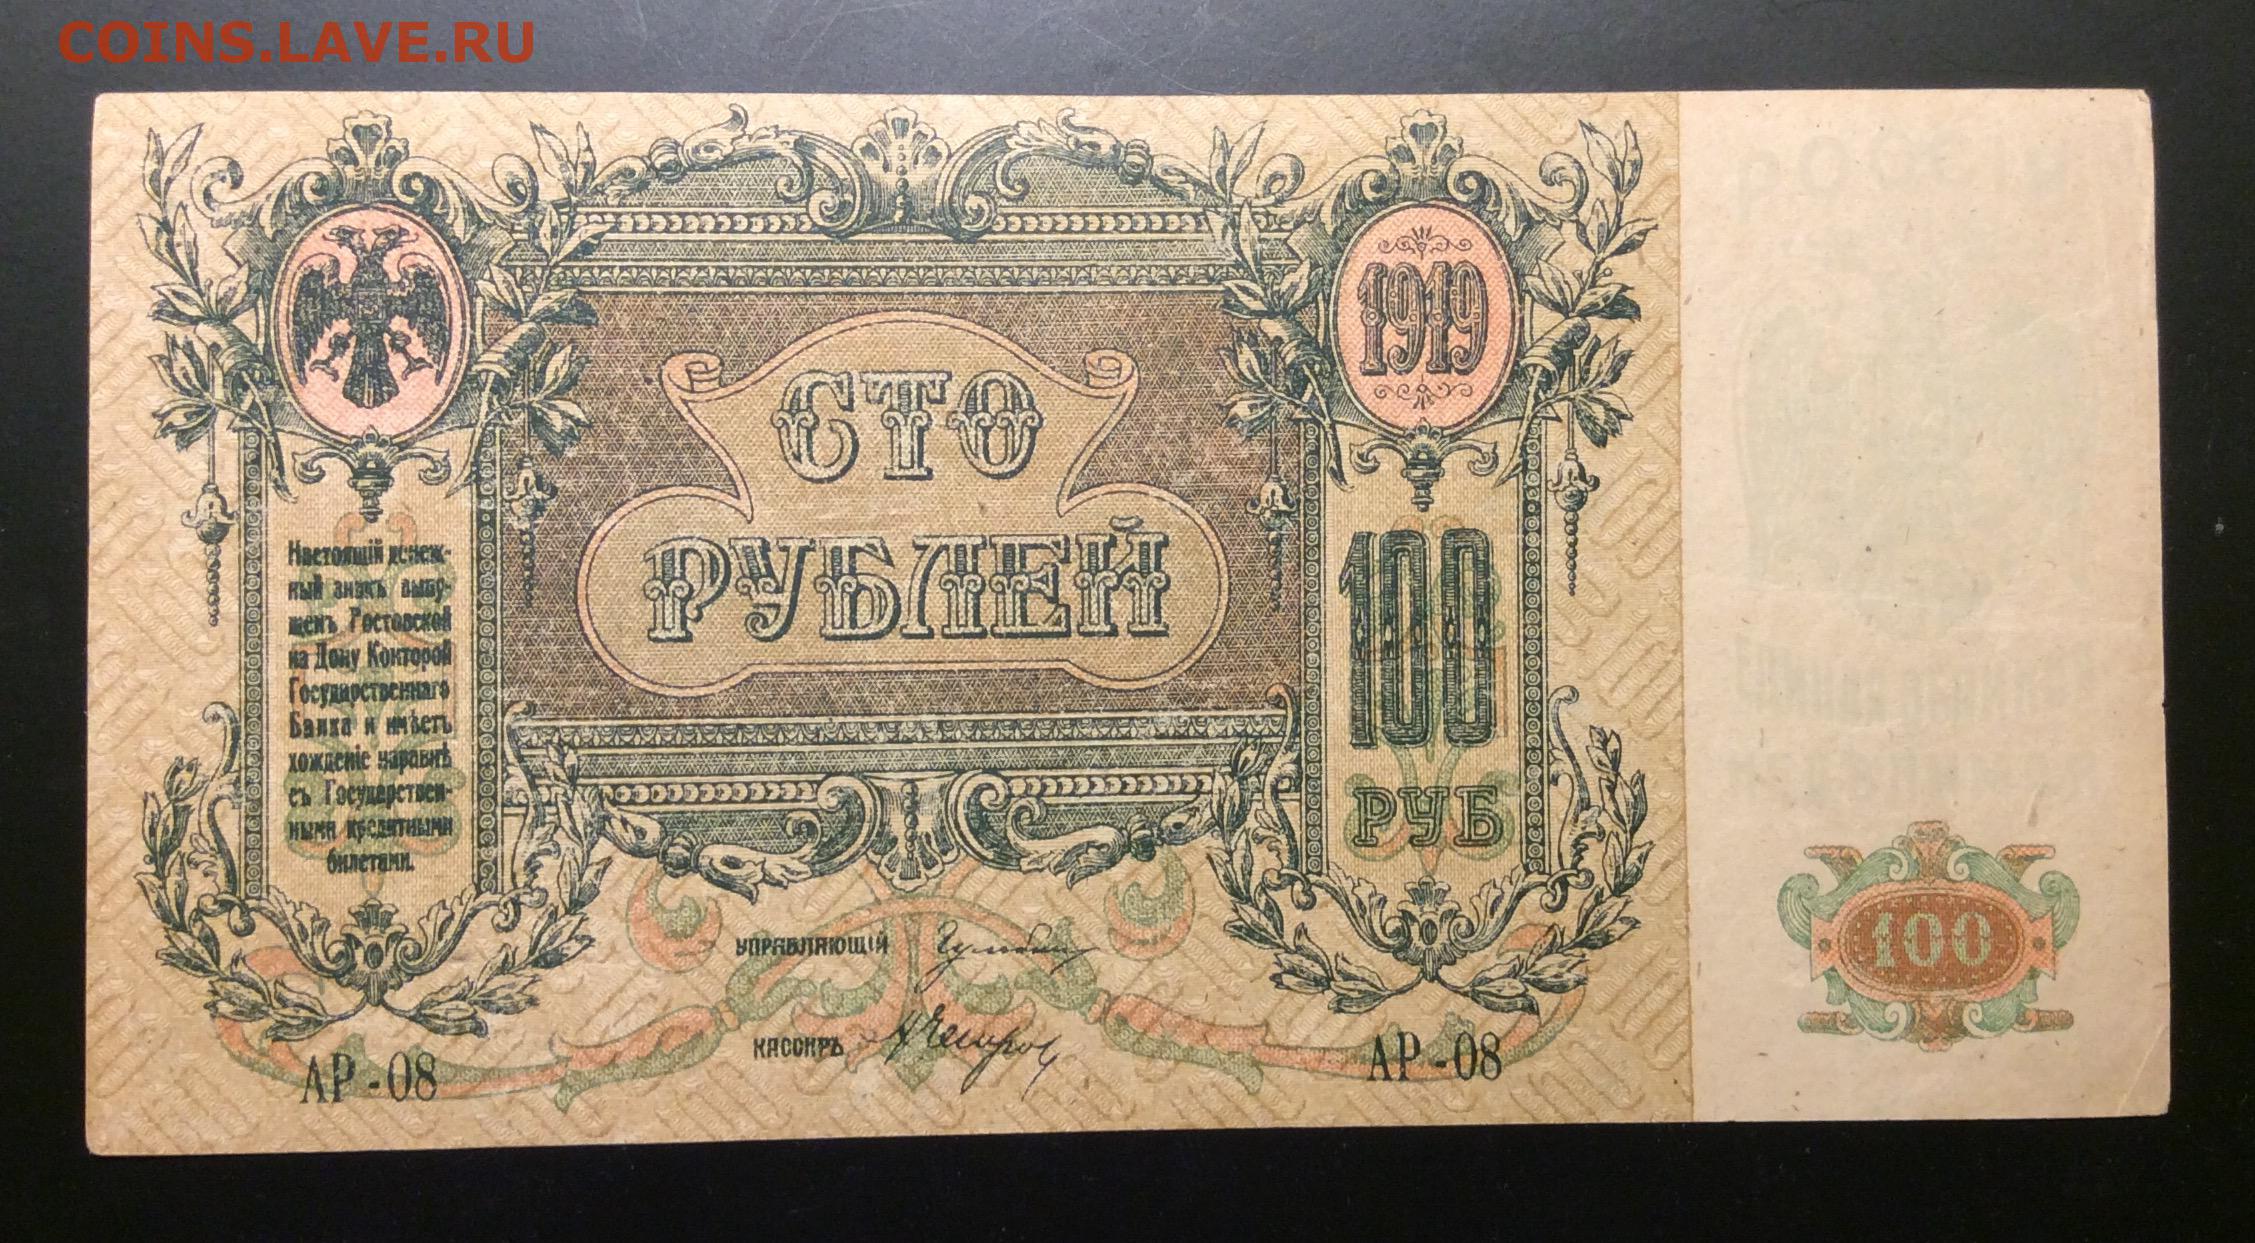 COINS.LAVE.RU
1919
СТО
РУБЛЕЙ
Настоящій денеж-
ный знакъ выпу-
щенъ Ростовской
на Дону Конторой
Государственнаго
Банка и имѣетъ
хожденіе наравнѣ
съ Государствен-
ными кредитными
билетами.
100
РУБ
УПРАВЛЯЮЩІЙ
КАССИРЪ
АР-08
АР-08
100